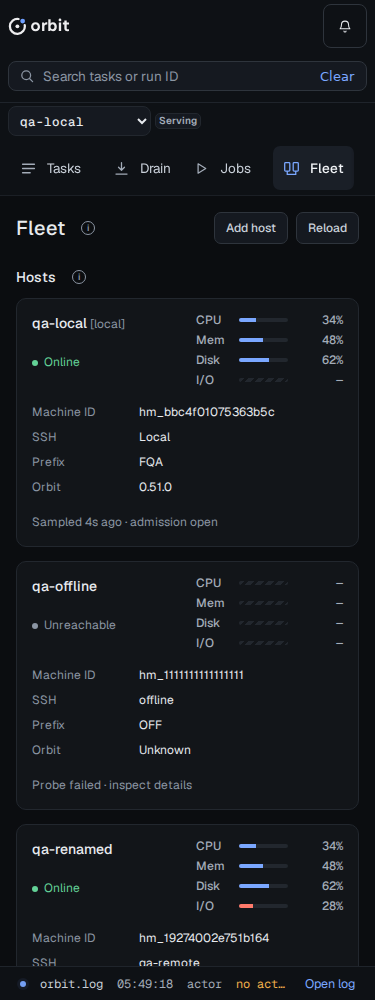 orbit
Search tasks or run ID Clear
qa-local Serving
Tasks Drain Jobs Fleet
Fleet Add host Reload
Hosts
qa-local [local]
Online
CPU 34%
Mem 48%
Disk 62%
I/O –
Machine ID hm_bbc4f01075363b5c
SSH Local
Prefix FQA
Orbit 0.51.0
Sampled 4s ago · admission open
qa-offline
Unreachable
CPU –
Mem –
Disk –
I/O –
Machine ID hm_1111111111111111
SSH offline
Prefix OFF
Orbit Unknown
Probe failed · inspect details
qa-renamed
Online
CPU 34%
Mem 48%
Disk 62%
I/O 28%
Machine ID hm_19274002e751b164
SSH qa-remote
orbit.log 05:49:18 actor no act… Open log